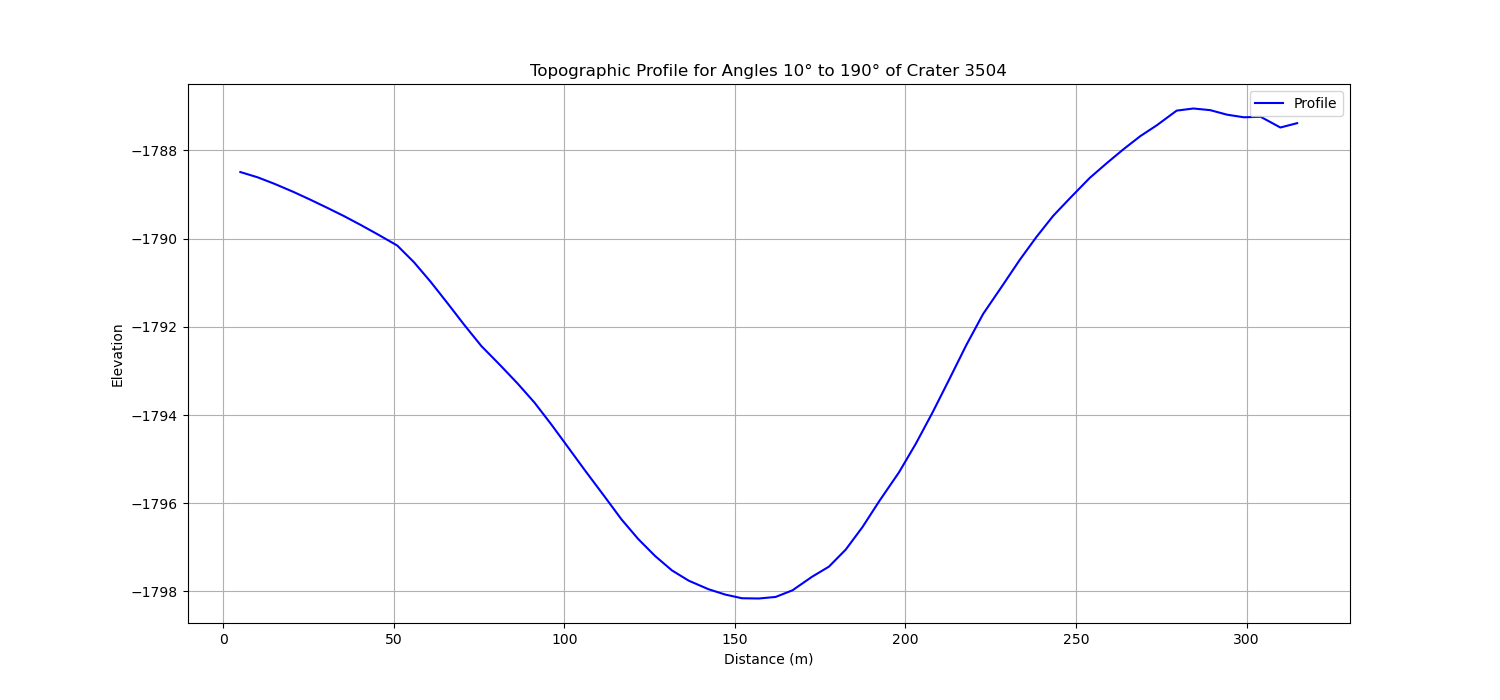 Topographic Profile for Angles 10° to 190° of Crater 3504
Profile
−1788
−1790
−1792
−1794
−1796
−1798
Elevation
0 50 100 150 200 250 300
Distance (m)